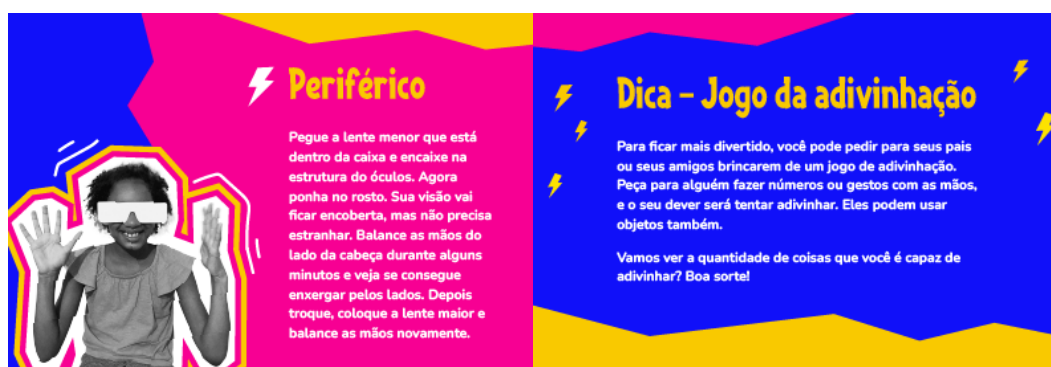 Periférico
Pegue a lente menor que está
dentro da caixa e encaixe na
estrutura do óculos. Agora
ponha no rosto. Sua visão vai
ficar encoberta, mas não precisa
estranhar. Balance as mãos do
lado da cabeça durante alguns
minutos e veja se consegue
enxergar pelos lados. Depois
troque, coloque a lente maior e
balance as mãos novamente.
Dica – Jogo da adivinhação
Para ficar mais divertido, você pode pedir para seus pais
ou seus amigos brincarem de um jogo de adivinhação.
Peça para alguém fazer números ou gestos com as mãos,
e o seu dever será tentar adivinhar. Eles podem usar
objetos também.
Vamos ver a quantidade de coisas que você é capaz de
adivinhar? Boa sorte!